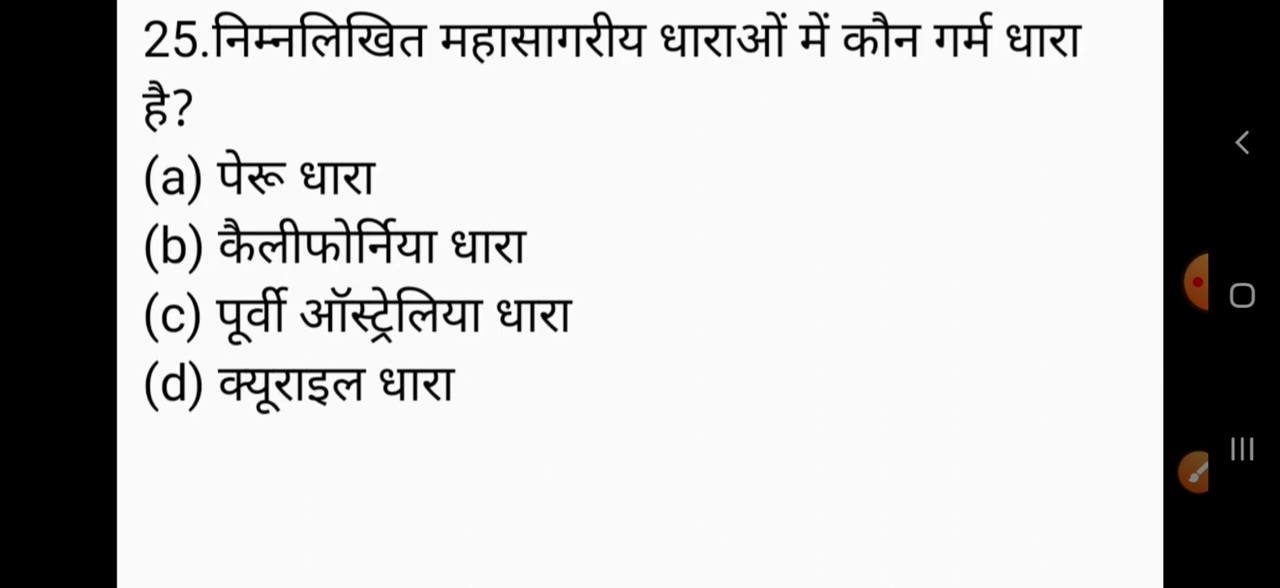 25.निम्नलिखित महासागरीय धाराओं में कौन गर्म धारा
है?
(a) पेरू धारा
(b) कैलीफोर्निया धारा
(c) पूर्वी ऑस्ट्रेलिया धारा
(d) क्यूराइल धारा